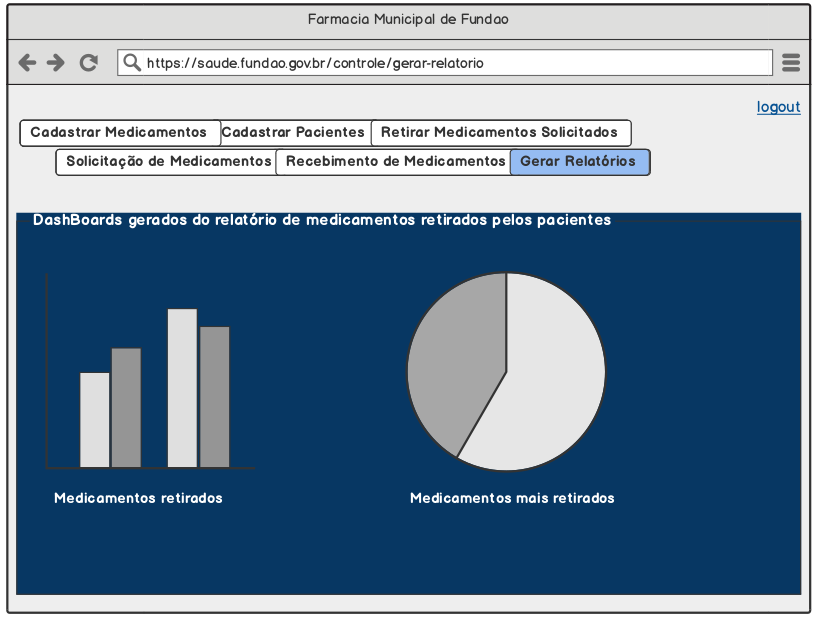 Farmacia Municipal de Fundao
https://saude.fundao.gov.br/controle/gerar-relatorio
logout
Cadastrar Medicamentos Cadastrar Pacientes Retirar Medicamentos Solicitados
Solicitação de Medicamentos Recebimento de Medicamentos Gerar Relatórios
DashBoards gerados do relatório de medicamentos retirados pelos pacientes
Medicamentos retirados Medicamentos mais retirados